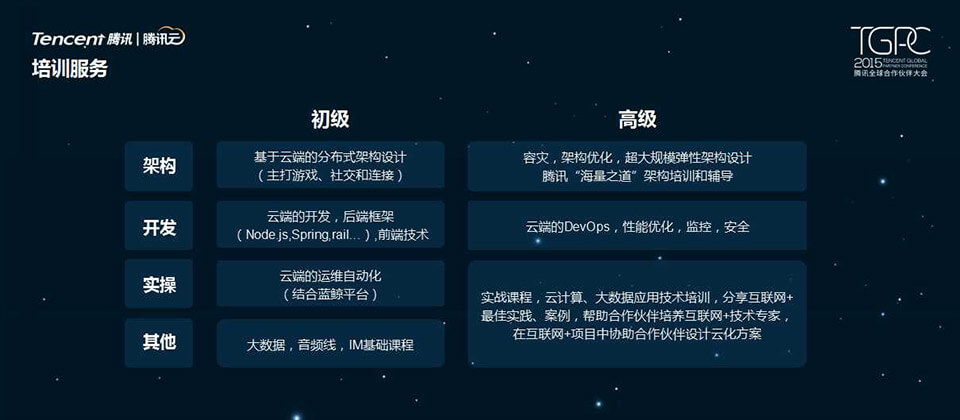 Tencent 腾讯 | 腾讯云
TGPC
2015 TENCENT GLOBAL
PARTNER CONFERENCE
腾讯全球合作伙伴大会
培训服务
初级
高级
架构
基于云端的分布式架构设计
（主打游戏、社交和连接）
容灾，架构优化，超大规模弹性架构设计
腾讯“海量之道”架构培训和辅导
开发
云端的开发，后端框架
（Node.js,Spring,rail…）,前端技术
云端的DevOps，性能优化，监控，安全
实操
云端的运维自动化
（结合蓝鲸平台）
实战课程，云计算、大数据应用技术培训，分享互联网+
最佳实践、案例，帮助合作伙伴培养互联网+技术专家，
在互联网+项目中协助合作伙伴设计云化方案
其他
大数据，音频线，IM基础课程